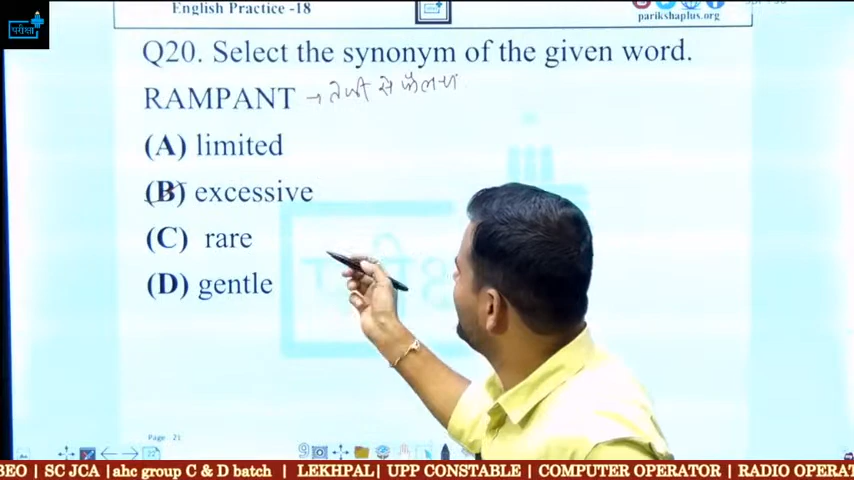 English Practice -18
parikshaplus.org
परीक्षा
Q20. Select the synonym of the given word.
RAMPANT → तेजी से फैलना
(A) limited
(B) excessive
(C) rare
(D) gentle
Page 21
BEO | SC JCA |ahc group C & D batch | LEKHPAL| UPP CONSTABLE | COMPUTER OPERATOR | RADIO OPERAT